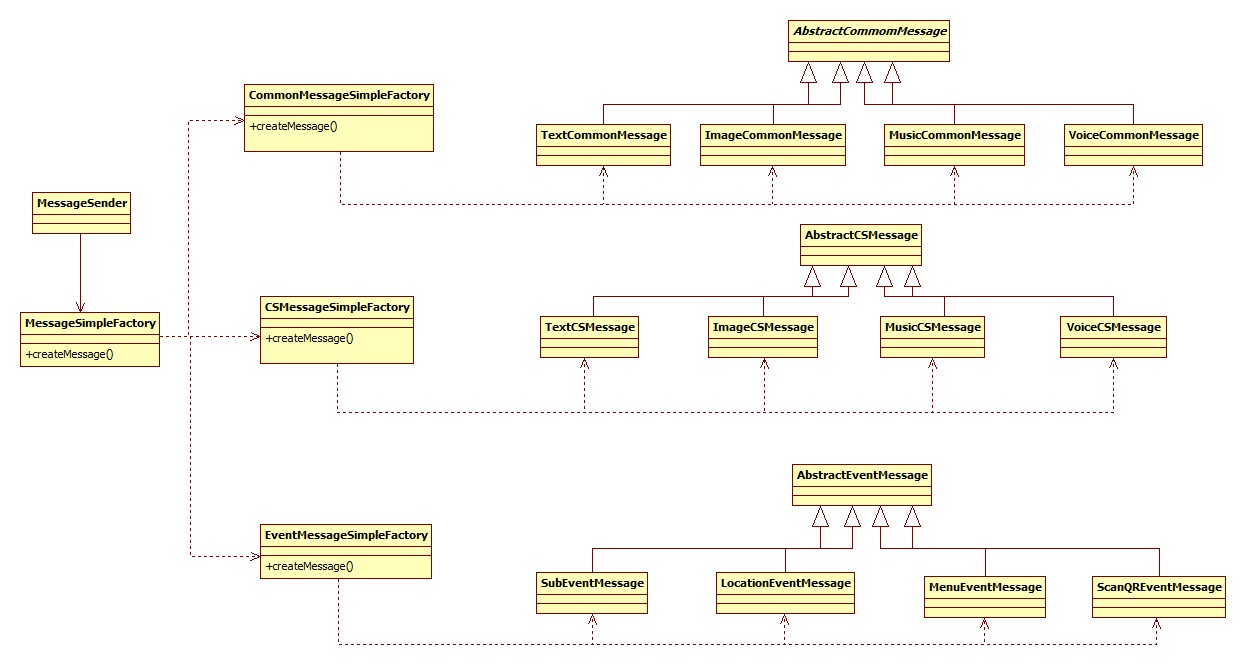 AbstractCommomMessage
CommonMessageSimpleFactory
+createMessage()
TextCommonMessage
ImageCommonMessage
MusicCommonMessage
VoiceCommonMessage
MessageSender
AbstractCSMessage
CSMessageSimpleFactory
+createMessage()
MessageSimpleFactory
+createMessage()
TextCSMessage
ImageCSMessage
MusicCSMessage
VoiceCSMessage
AbstractEventMessage
EventMessageSimpleFactory
+createMessage()
SubEventMessage
LocationEventMessage
MenuEventMessage
ScanQREventMessage